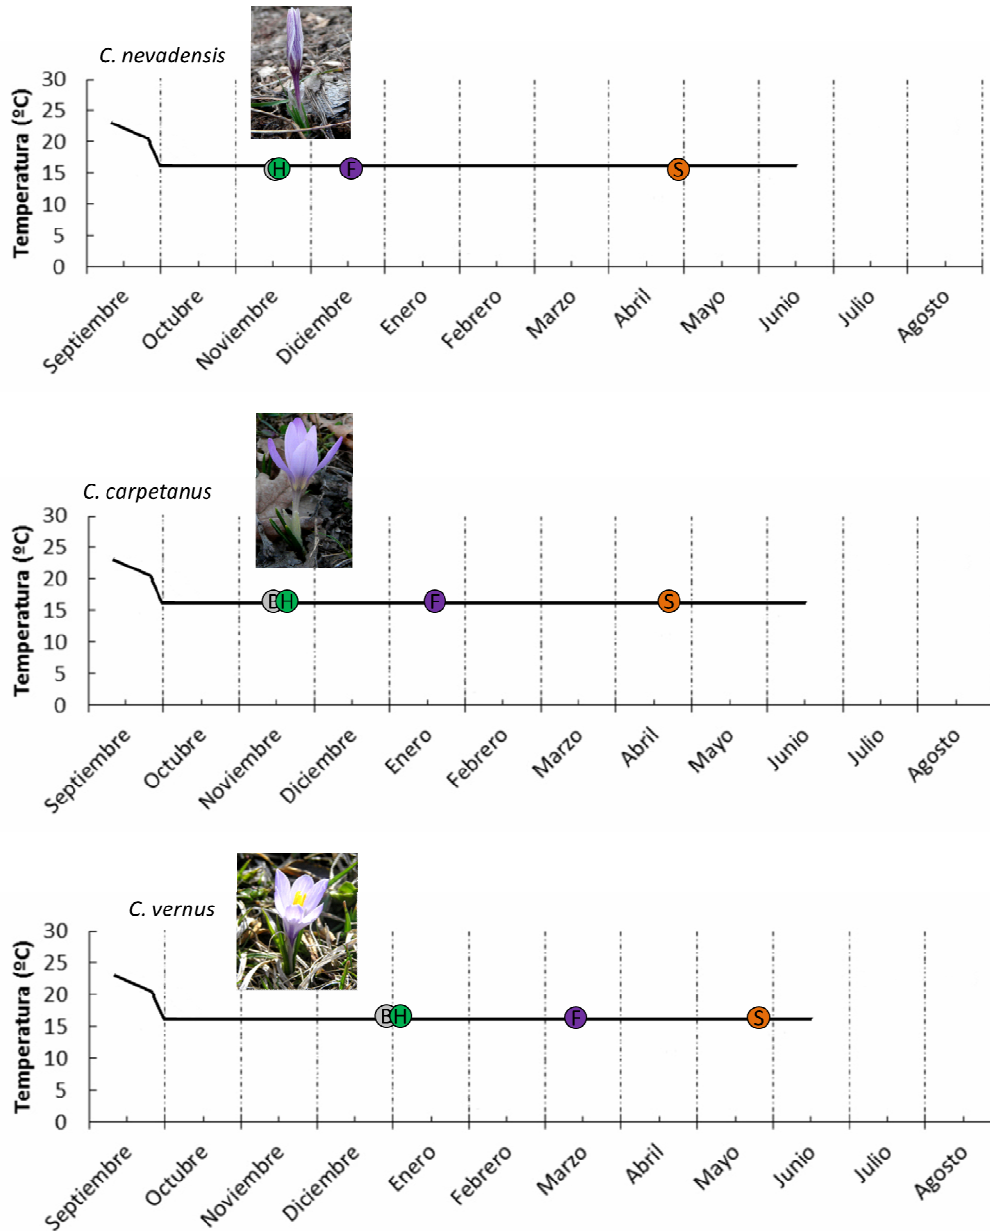 C. nevadensis
Temperatura (ºC)
30
25
20
15
10
5
0
H
F
S
Septiembre
Octubre
Noviembre
Diciembre
Enero
Febrero
Marzo
Abril
Mayo
Junio
Julio
Agosto
C. carpetanus
Temperatura (ºC)
30
25
20
15
10
5
0
B
H
F
S
Septiembre
Octubre
Noviembre
Diciembre
Enero
Febrero
Marzo
Abril
Mayo
Junio
Julio
Agosto
C. vernus
Temperatura (ºC)
30
25
20
15
10
5
0
B
H
F
S
Septiembre
Octubre
Noviembre
Diciembre
Enero
Febrero
Marzo
Abril
Mayo
Junio
Julio
Agosto